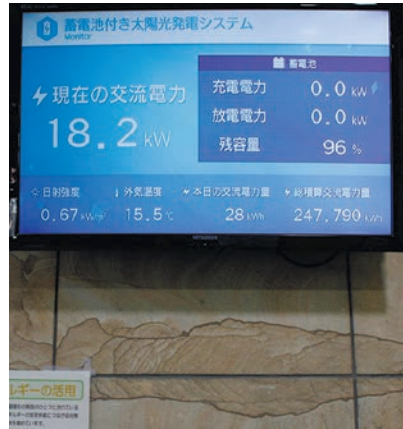 蓄電池付き太陽光発電システム
Monitor
現在の交流電力
18.2 kW
蓄電池
充電電力 0.0 kW
放電電力 0.0 kW
残容量 96 %
日射強度 外気温度 本日の交流電力量 総積算交流電力量
0.67 kW/m² 15.5 ℃ 28 kWh 247,790 kWh
MITSUBISHI
ルギーの活用